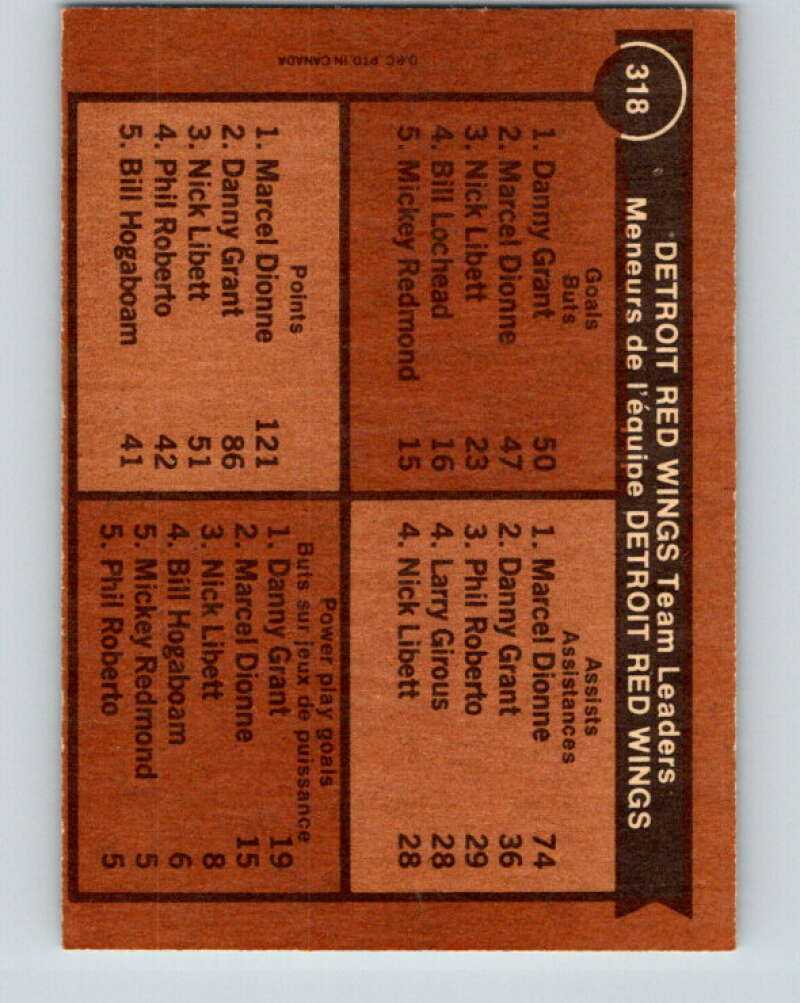 318
DETROIT RED WINGS Team Leaders
Meneurs de l'équipe DETROIT RED WINGS
Goals
Buts
1. Danny Grant 50
2. Marcel Dionne 47
3. Nick Libett 23
4. Bill Lochead 16
5. Mickey Redmond 15
Assists
Assistances
1. Marcel Dionne 74
2. Danny Grant 36
3. Phil Roberto 29
4. Larry Girous 28
4. Nick Libett 28
Points
1. Marcel Dionne 121
2. Danny Grant 86
3. Nick Libett 51
4. Phil Roberto 42
5. Bill Hogaboam 41
Power play goals
Buts sur jeux de puissance
1. Danny Grant 19
2. Marcel Dionne 15
3. Nick Libett 8
4. Bill Hogaboam 6
5. Mickey Redmond 5
5. Phil Roberto 5
O.P.C. PTD. IN CANADA